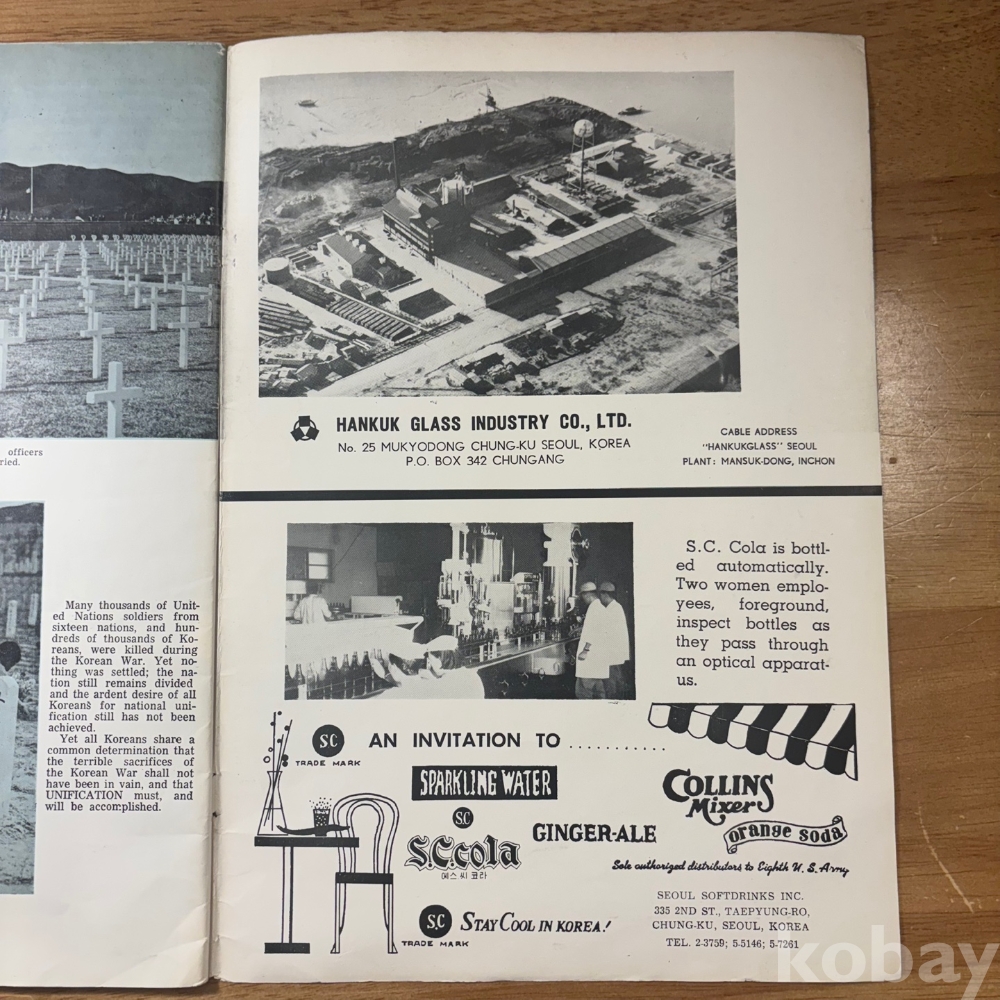 officers
ried.
Many thousands of Unit-
ed Nations soldiers from
sixteen nations, and hun-
dreds of thousands of Ko-
reans, were killed during
the Korean War. Yet no-
thing was settled; the na-
tion still remains divided
and the ardent desire of all
Koreans for national uni-
fication still has not been
achieved.
Yet all Koreans share a
common determination that
the terrible sacrifices of
the Korean War shall not
have been in vain, and that
UNIFICATION must, and
will be accomplished.
HANKUK GLASS INDUSTRY CO., LTD.
No. 25 MUKYODONG CHUNG-KU SEOUL, KOREA
P.O. BOX 342 CHUNGANG
CABLE ADDRESS
"HANKUKGLASS" SEOUL
PLANT: MANSUK-DONG, INCHON
S.C. Cola is bottl-
ed automatically.
Two women emplo-
yees, foreground,
inspect bottles as
they pass through
an optical apparat-
us.
SC
TRADE MARK
AN INVITATION TO ..........
SPARKLING WATER
SC
S.C.cola
에스 씨 코라
GINGER-ALE
COLLINS
Mixer
orange soda
Sole authorized distributors to Eighth U.S. Army
SC
TRADE MARK
STAY COOL IN KOREA!
SEOUL SOFTDRINKS INC.
335 2ND ST., TAEPYUNG-RO,
CHUNG-KU, SEOUL, KOREA
TEL. 2-3759; 5-5146; 5-7261
kobay